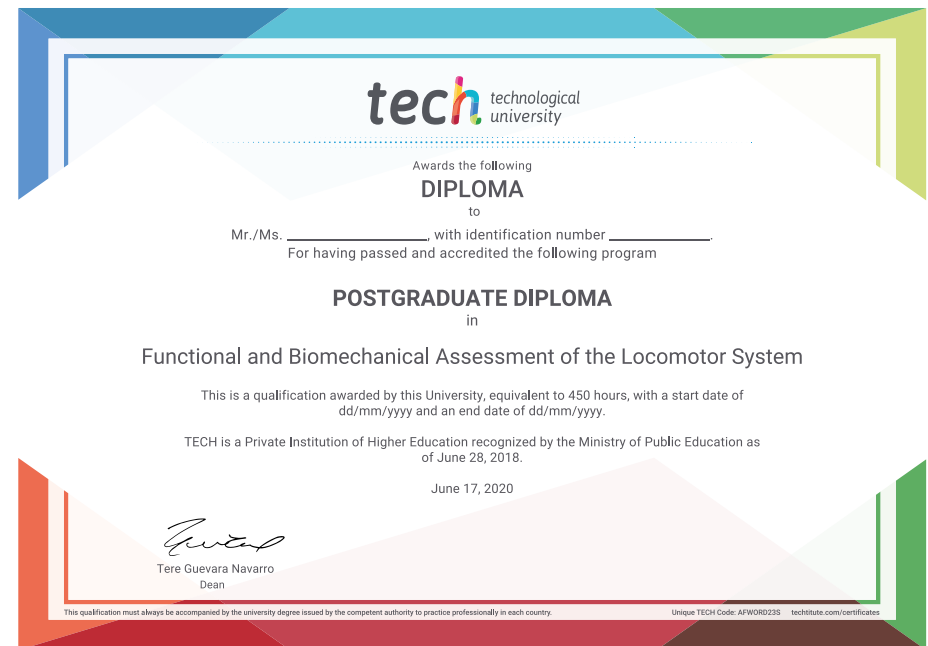 tech technological
university
Awards the following
DIPLOMA
to
Mr./Ms. ____________________, with identification number ______________.
For having passed and accredited the following program
POSTGRADUATE DIPLOMA
in
Functional and Biomechanical Assessment of the Locomotor System
This is a qualification awarded by this University, equivalent to 450 hours, with a start date of
dd/mm/yyyy and an end date of dd/mm/yyyy.
TECH is a Private Institution of Higher Education recognized by the Ministry of Public Education as
of June 28, 2018.
June 17, 2020
Tere Guevara Navarro
Dean
This qualification must always be accompanied by the university degree issued by the competent authority to practice professionally in each country.
Unique TECH Code: AFWORD23S techtitute.com/certificates